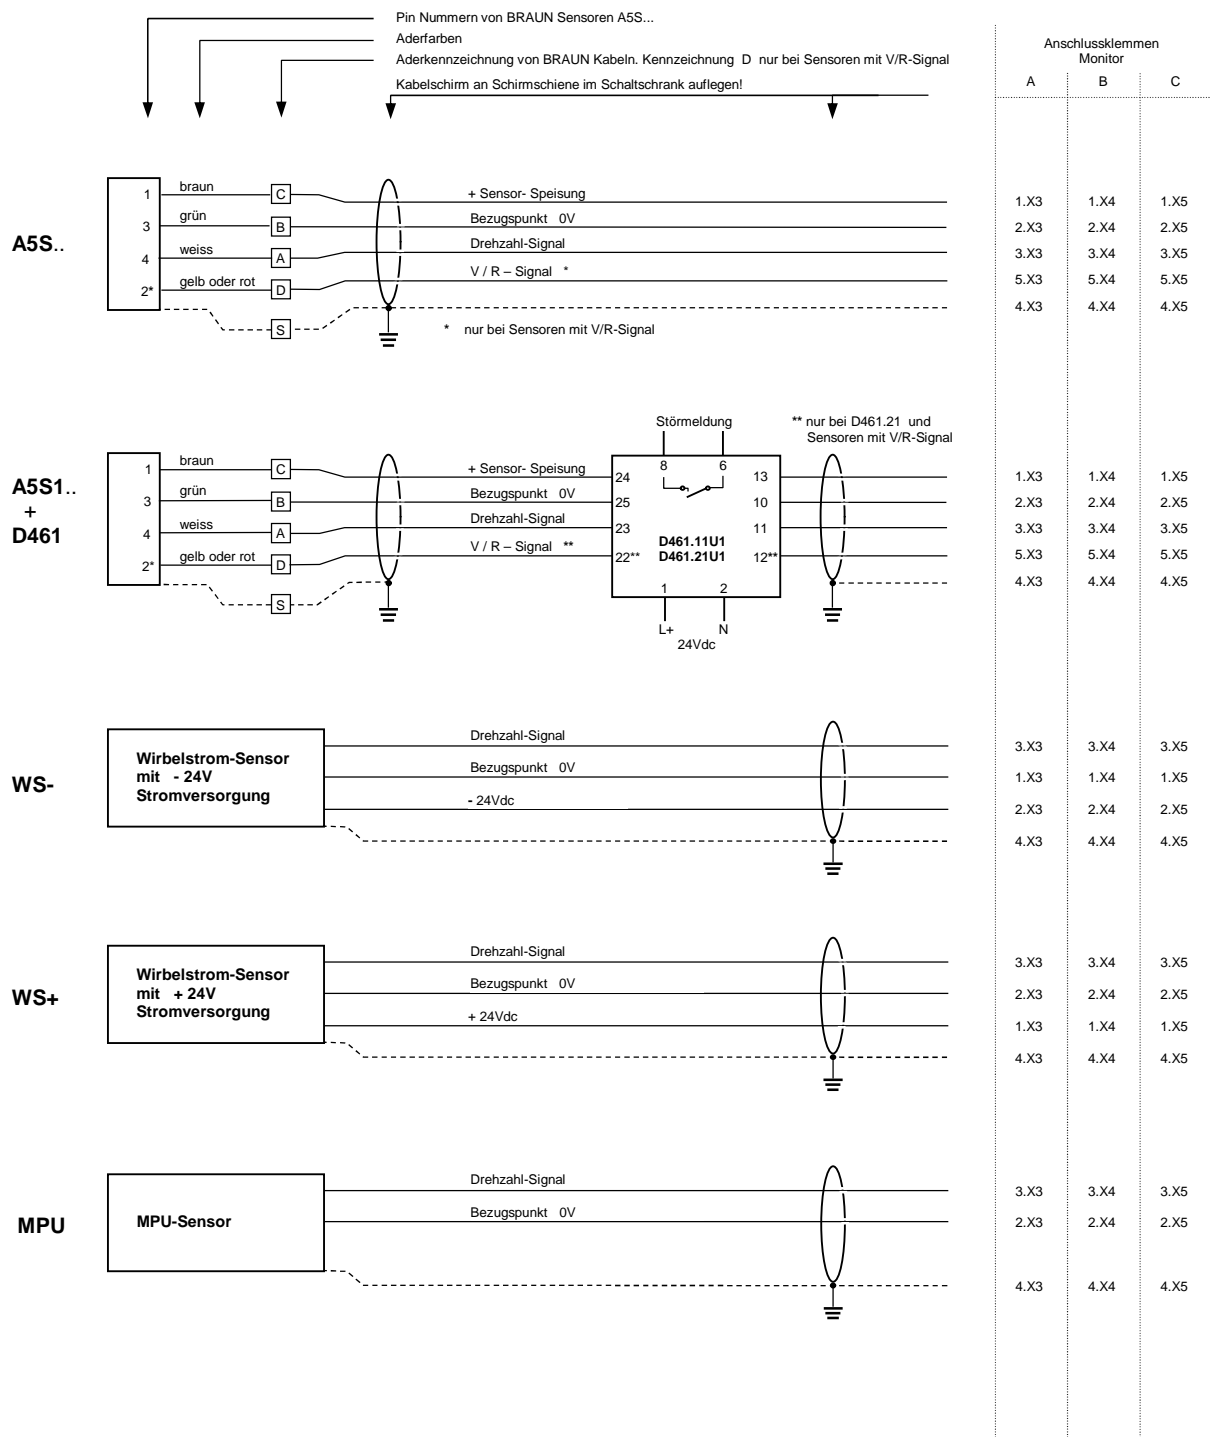 Pin Nummern von BRAUN Sensoren A5S...
Aderfarben
Aderkennzeichnung von BRAUN Kabeln. Kennzeichnung D nur bei Sensoren mit V/R-Signal
Kabelschirm an Schirmschiene im Schaltschrank auflegen!
Anschlussklemmen
Monitor
A B C
A5S..
1 braun C + Sensor- Speisung 1.X3 1.X4 1.X5
3 grün B Bezugspunkt 0V 2.X3 2.X4 2.X5
4 weiss A Drehzahl-Signal 3.X3 3.X4 3.X5
2* gelb oder rot D V / R – Signal * 5.X3 5.X4 5.X5
S 4.X3 4.X4 4.X5
* nur bei Sensoren mit V/R-Signal
A5S1..
+
D461
Störmeldung
** nur bei D461.21 und
Sensoren mit V/R-Signal
8 6
1 braun C + Sensor- Speisung 24 13 1.X3 1.X4 1.X5
3 grün B Bezugspunkt 0V 25 10 2.X3 2.X4 2.X5
4 weiss A Drehzahl-Signal 23 11 3.X3 3.X4 3.X5
D461.11U1
D461.21U1
2* gelb oder rot D V / R – Signal ** 22** 12** 5.X3 5.X4 5.X5
S 4.X3 4.X4 4.X5
1 2
L+ N
24Vdc
WS-
Wirbelstrom-Sensor
mit - 24V
Stromversorgung
Drehzahl-Signal 3.X3 3.X4 3.X5
Bezugspunkt 0V 1.X3 1.X4 1.X5
- 24Vdc 2.X3 2.X4 2.X5
4.X3 4.X4 4.X5
WS+
Wirbelstrom-Sensor
mit + 24V
Stromversorgung
Drehzahl-Signal 3.X3 3.X4 3.X5
Bezugspunkt 0V 2.X3 2.X4 2.X5
+ 24Vdc 1.X3 1.X4 1.X5
4.X3 4.X4 4.X5
MPU
MPU-Sensor
Drehzahl-Signal 3.X3 3.X4 3.X5
Bezugspunkt 0V 2.X3 2.X4 2.X5
4.X3 4.X4 4.X5